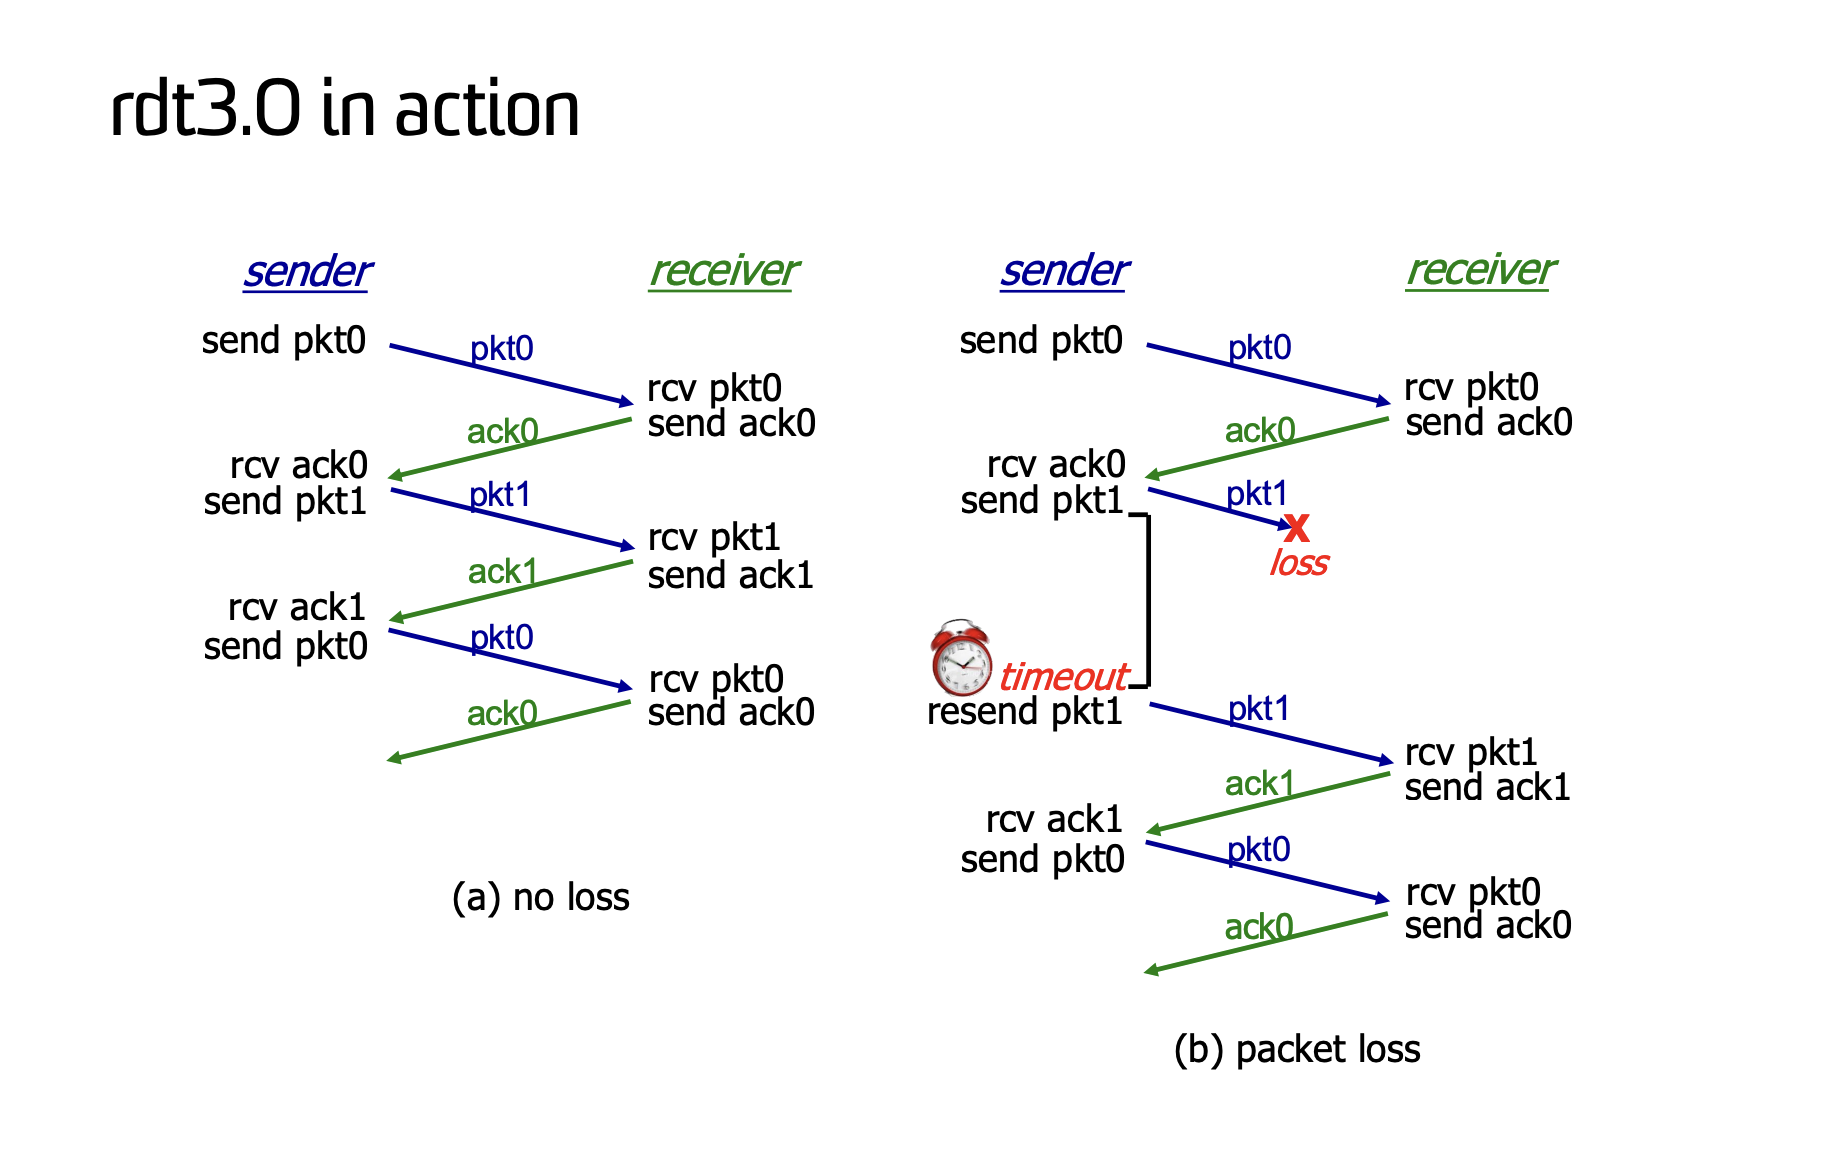 rdt3.0 in action
sender
receiver
send pkt0
pkt0
rcv pkt0
send ack0
ack0
rcv ack0
send pkt1
pkt1
rcv pkt1
send ack1
ack1
rcv ack1
send pkt0
pkt0
rcv pkt0
send ack0
ack0
(a) no loss
sender
receiver
send pkt0
pkt0
rcv pkt0
send ack0
ack0
rcv ack0
send pkt1
pkt1
X
loss
timeout
resend pkt1
pkt1
rcv pkt1
send ack1
ack1
rcv ack1
send pkt0
pkt0
rcv pkt0
send ack0
ack0
(b) packet loss